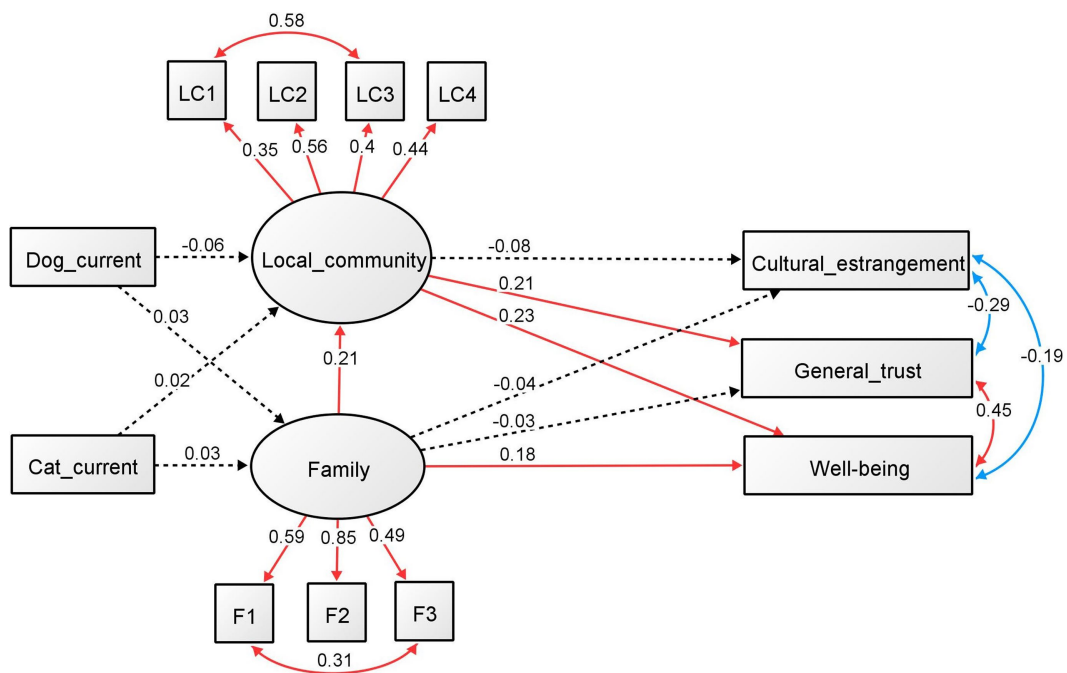 0.58
LC1
LC2
LC3
LC4
0.35
0.56
0.4
0.44
Dog_current
-0.06
Local_community
-0.08
Cultural_estrangement
0.21
0.03
0.23
-0.29
0.02
0.21
-0.04
General_trust
-0.19
-0.03
0.45
Cat_current
0.03
Family
0.18
Well-being
0.59
0.85
0.49
F1
F2
F3
0.31